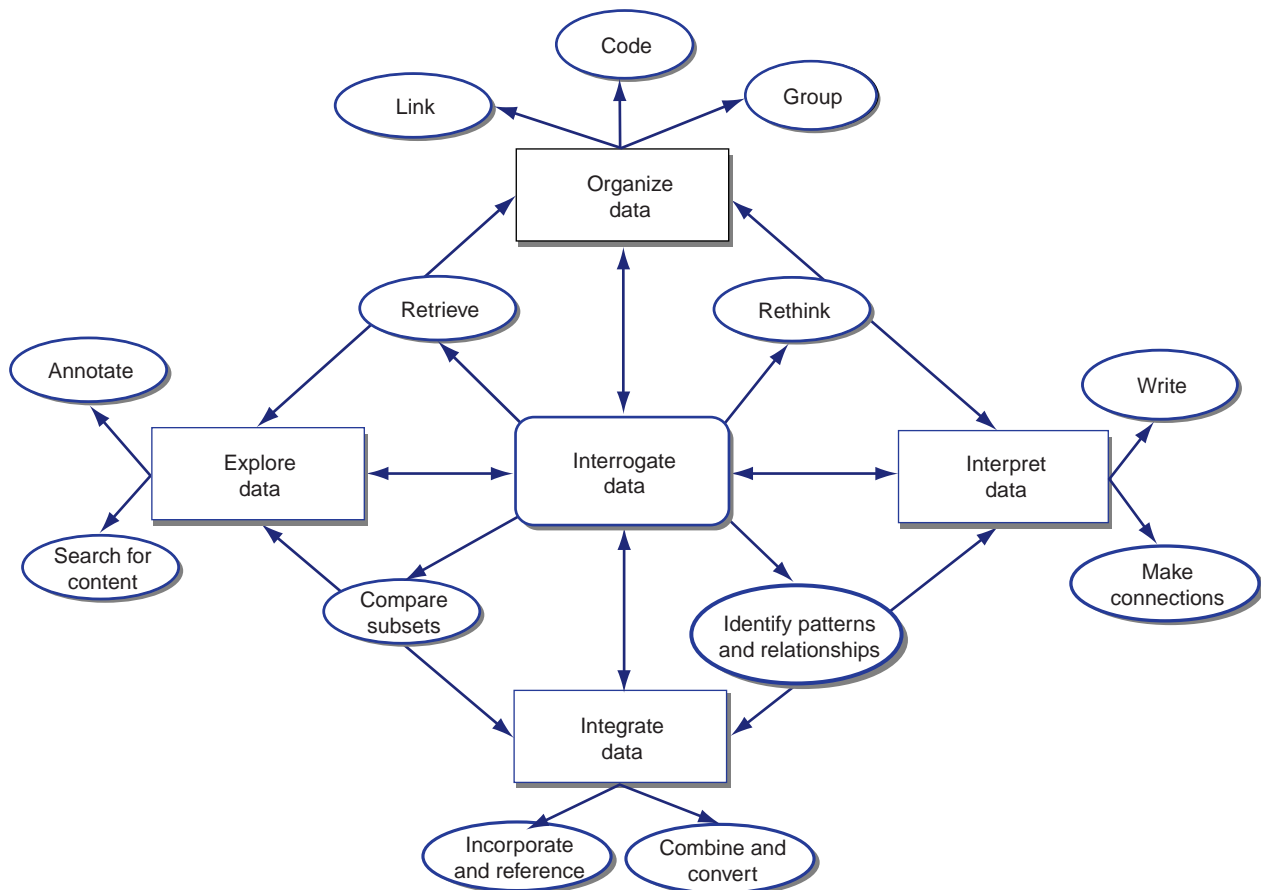 Code
Link
Group
Organize
data
Retrieve
Rethink
Annotate
Write
Explore
data
Interrogate
data
Interpret
data
Search for
content
Make
connections
Compare
subsets
Identify patterns
and relationships
Integrate
data
Incorporate
and reference
Combine and
convert